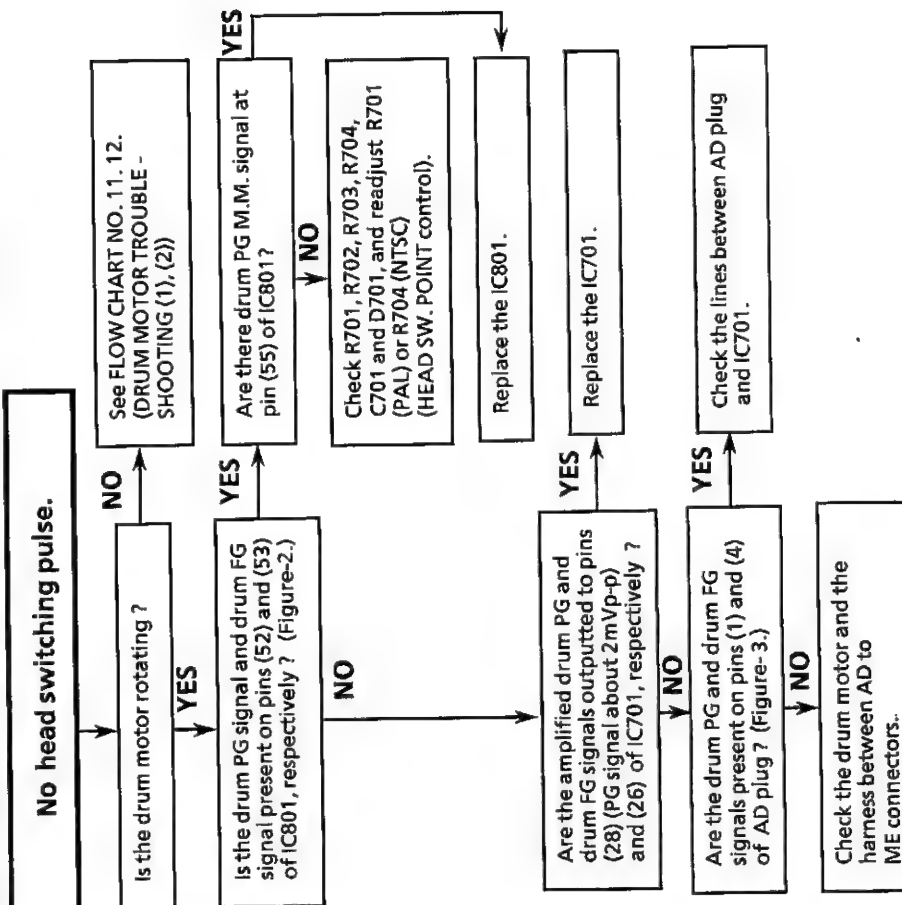 No head switching pulse.
Is the drum motor rotating ?
NO
See FLOW CHART NO. 11. 12.
(DRUM MOTOR TROUBLE -
SHOOTING (1), (2))
YES
Is the drum PG signal and drum FG
signal present on pins (52) and (53)
of IC801, respectively ? (Figure-2.)
YES
Are there drum PG M.M. signal at
pin (55) of IC801?
YES
NO
Check R701, R702, R703, R704,
C701 and D701, and readjust R701
(PAL) or R704 (NTSC)
(HEAD SW. POINT control).
Replace the IC801.
NO
Are the amplified drum PG and
drum FG signals outputted to pins
(28) (PG signal about 2mVp-p)
and (26) of IC701, respectively ?
YES
Replace the IC701.
NO
Are the drum PG and drum FG
signals present on pins (1) and (4)
of AD plug ? (Figure- 3.)
YES
Check the lines between AD plug
and IC701.
NO
Check the drum motor and the
harness between AD to
ME connectors..